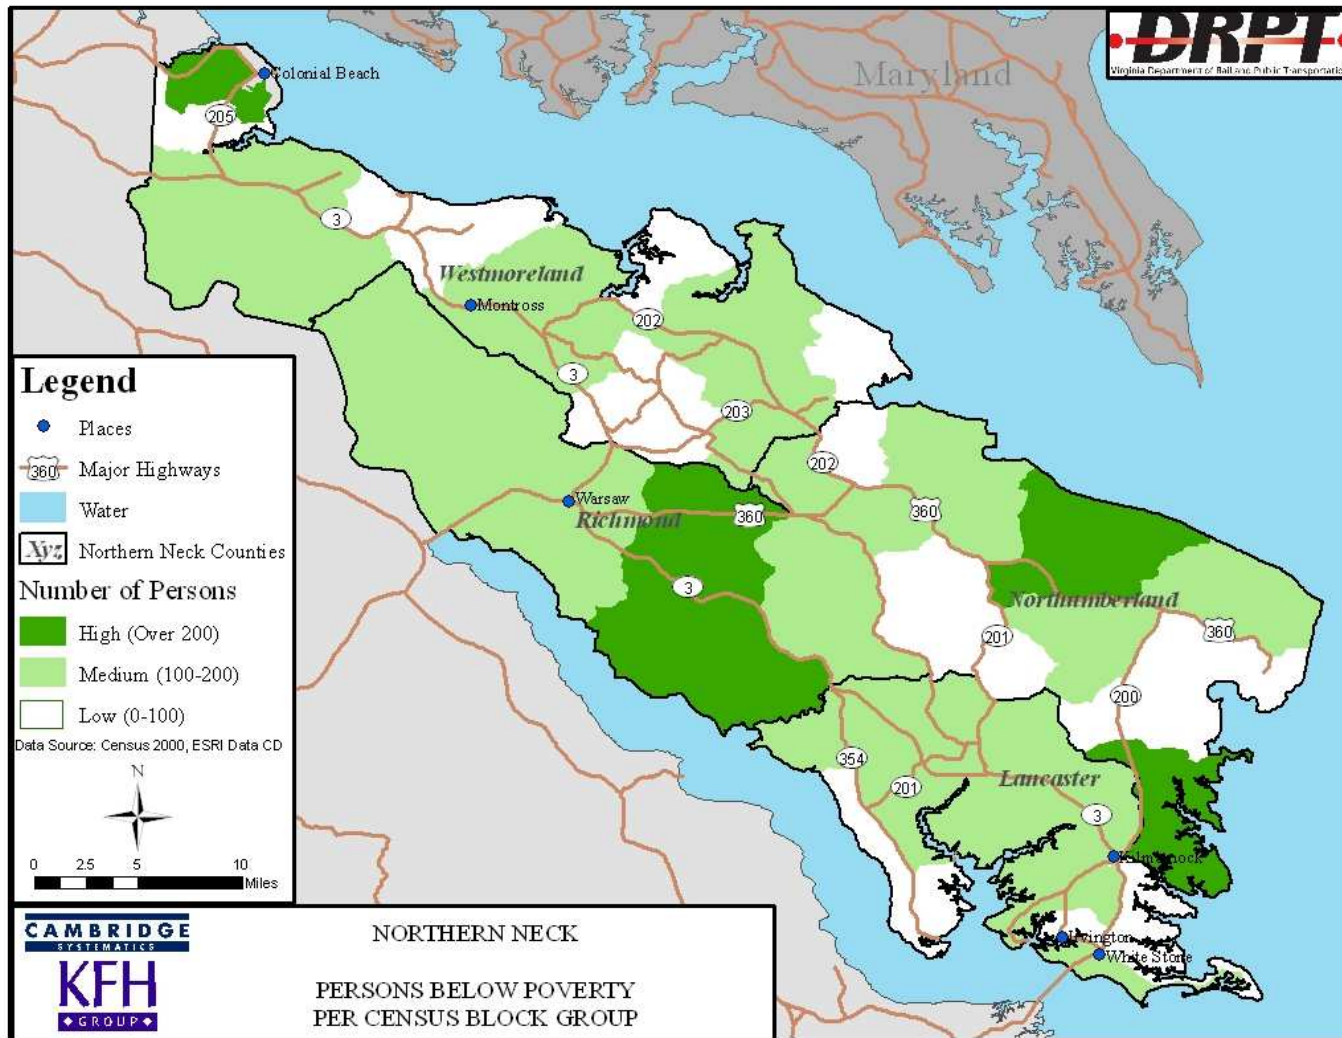 DRPT
Virginia Department of Rail and Public Transportation
Maryland
Colonial Beach
205
3
Westmoreland
Montross
202
3
203
202
Warsaw
Richmond
360
360
3
Northumberland
201
360
200
354
201
Lancaster
3
Kilmarnock
Irvington
White Stone
Legend
Places
360 Major Highways
Water
Xyz Northern Neck Counties
Number of Persons
High (Over 200)
Medium (100-200)
Low (0-100)
Data Source: Census 2000, ESRI Data CD
N
0 2.5 5 10
Miles
CAMBRIDGE
SYSTEMATICS
KFH
GROUP
NORTHERN NECK
PERSONS BELOW POVERTY
PER CENSUS BLOCK GROUP